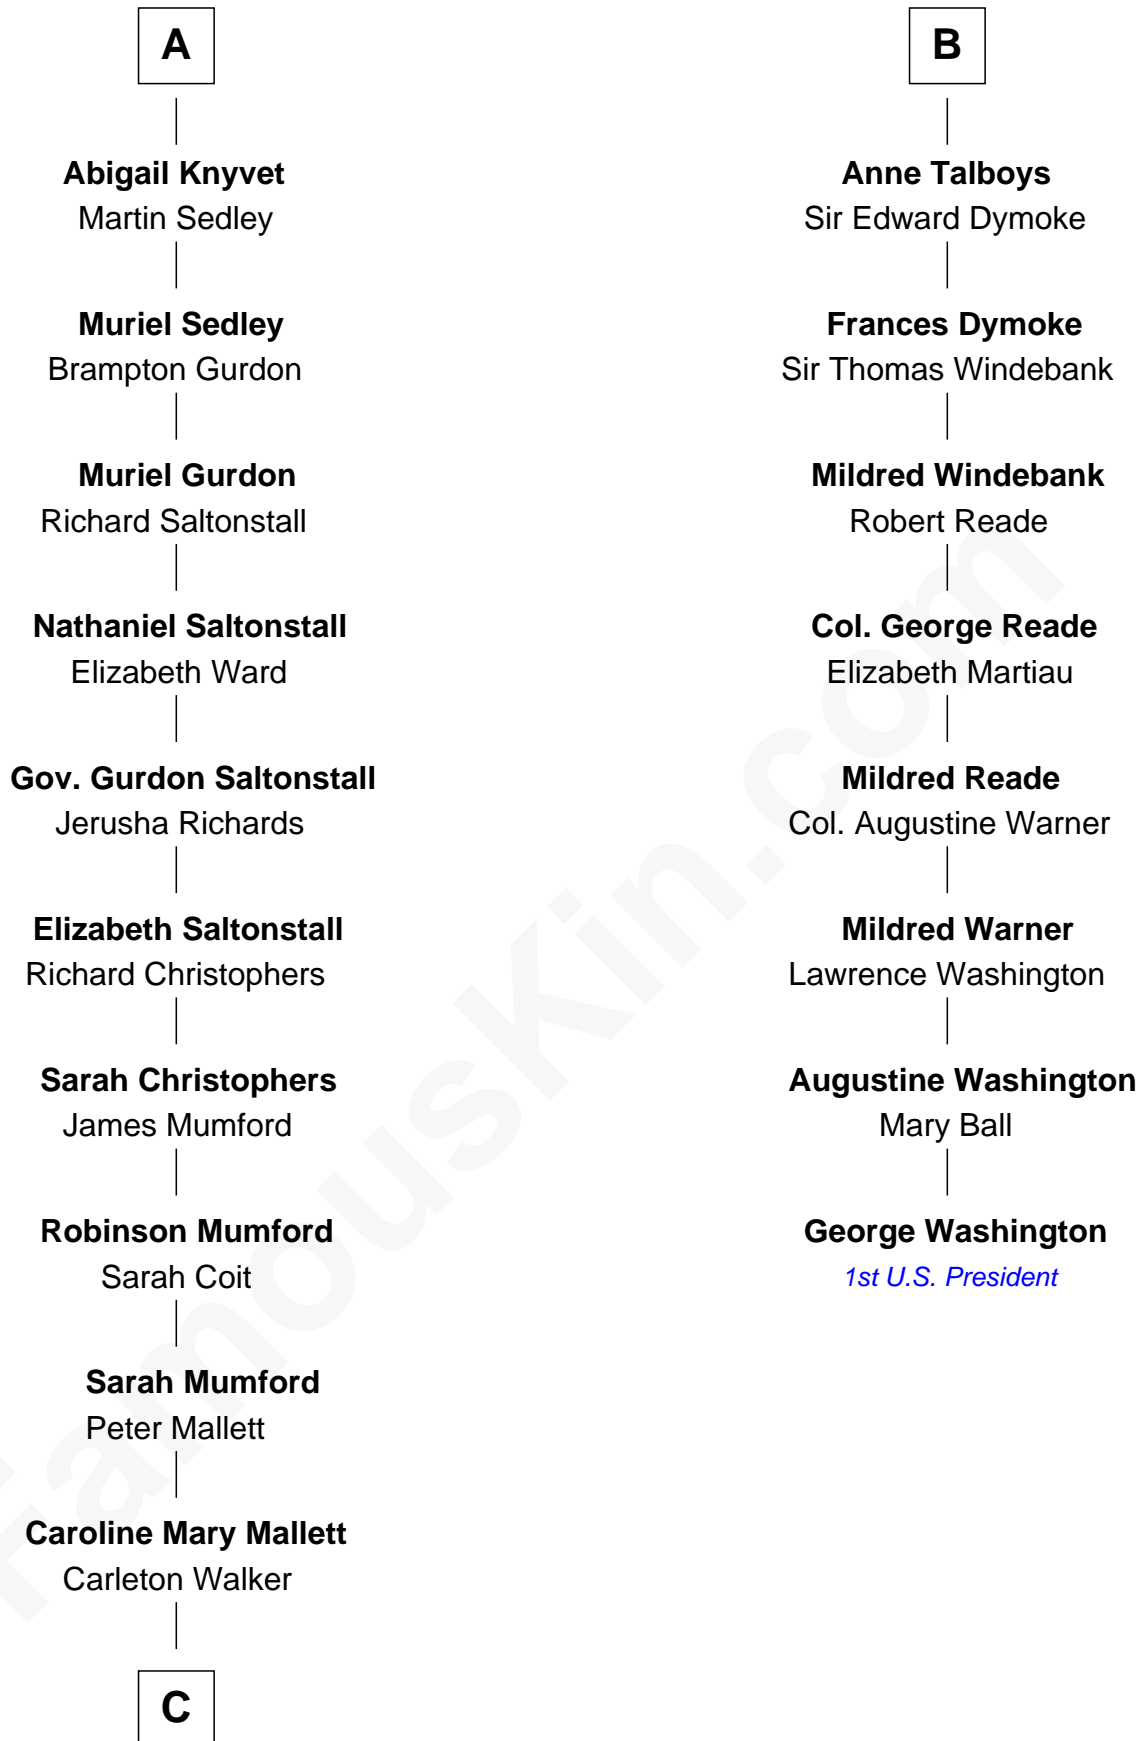 A
Abigail Knyvet
Martin Sedley
Muriel Sedley
Brampton Gurdon
Muriel Gurdon
Richard Saltonstall
Nathaniel Saltonstall
Elizabeth Ward
Gov. Gurdon Saltonstall
Jerusha Richards
Elizabeth Saltonstall
Richard Christophers
Sarah Christophers
James Mumford
Robinson Mumford
Sarah Coit
Sarah Mumford
Peter Mallett
Caroline Mary Mallett
Carleton Walker
C
B
Anne Talboys
Sir Edward Dymoke
Frances Dymoke
Sir Thomas Windebank
Mildred Windebank
Robert Reade
Col. George Reade
Elizabeth Martiau
Mildred Reade
Col. Augustine Warner
Mildred Warner
Lawrence Washington
Augustine Washington
Mary Ball
George Washington
1st U.S. President
FamousKin.com